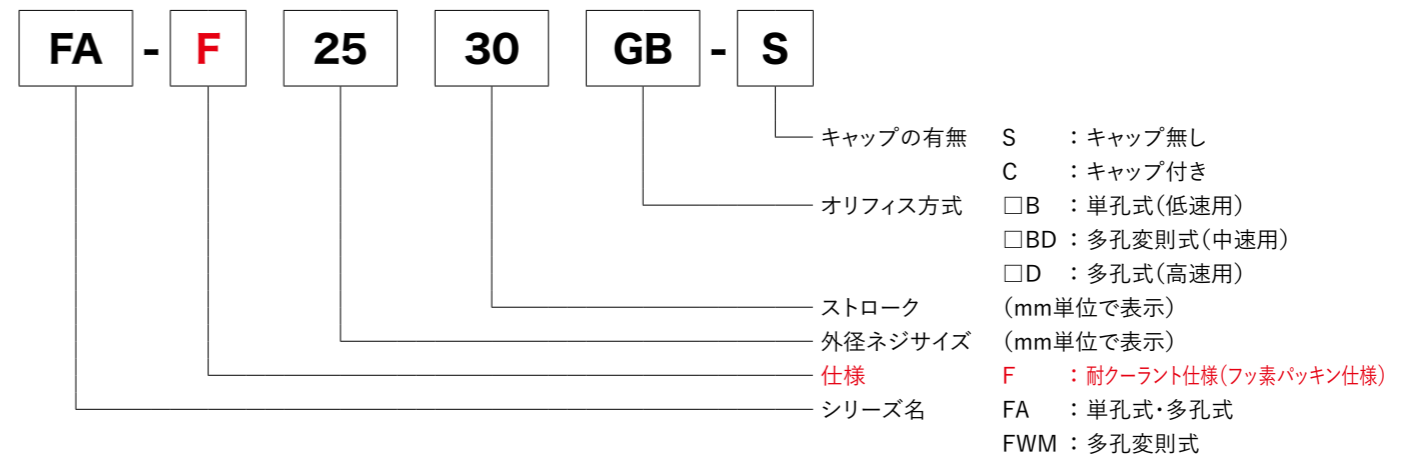 FA - F 25 30 GB - S
キャップの有無 S ：キャップ無し
C ：キャップ付き
オリフィス方式 □B ：単孔式（低速用）
□BD ：多孔変則式（中速用）
□D ：多孔式（高速用）
ストローク （mm単位で表示）
外径ネジサイズ （mm単位で表示）
仕様 F ：耐クーラント仕様（フッ素パッキン仕様）
シリーズ名 FA ：単孔式・多孔式
FWM ：多孔変則式